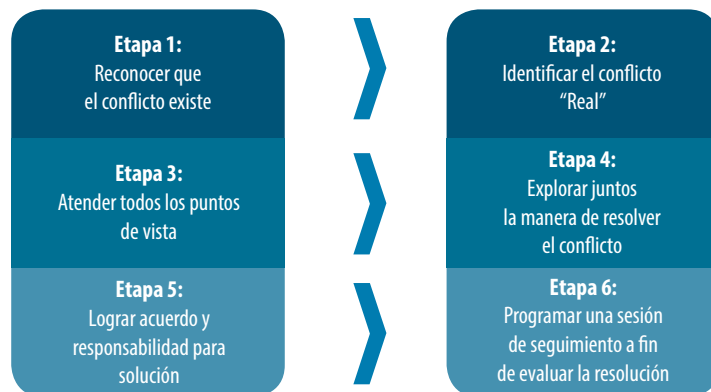 Etapa 1:
Reconocer que
el conflicto existe
Etapa 2:
Identificar el conflicto
“Real”
Etapa 3:
Atender todos los puntos
de vista
Etapa 4:
Explorar juntos
la manera de resolver
el conflicto
Etapa 5:
Lograr acuerdo y
responsabilidad para
solución
Etapa 6:
Programar una sesión
de seguimiento a fin
de evaluar la resolución